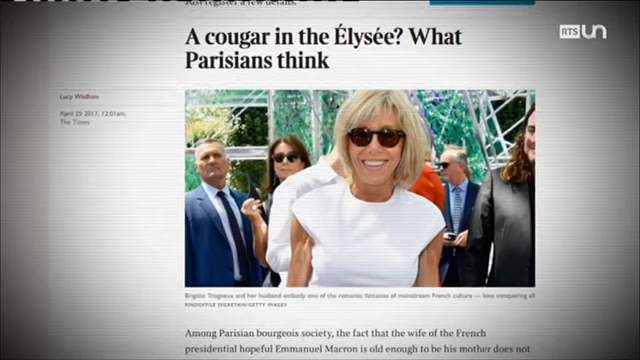 Just register a few details.
RTS UN
A cougar in the Élysée? What
Parisians think
Lucy Wadham
April 25 2017, 12:01am,
The Times
Brigitte Trogneux and her husband embody one of the romantic fantasies of mainstream French culture — love conquering all
RINDOFF/LE SEGRETAIN/GETTY IMAGES
Among Parisian bourgeois society, the fact that the wife of the French
presidential hopeful Emmanuel Macron is old enough to be his mother does not